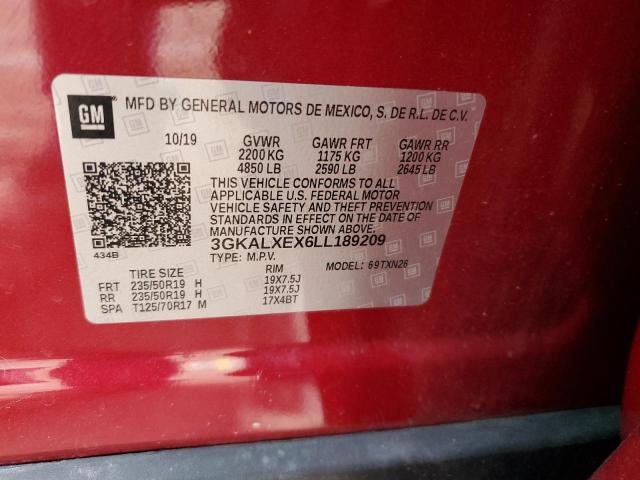 GM
MFD BY GENERAL MOTORS DE MEXICO, S. DE R.L. DE C.V.
10/19 GVWR GAWR FRT GAWR RR
2200 KG 1175 KG 1200 KG
4850 LB 2590 LB 2645 LB
THIS VEHICLE CONFORMS TO ALL
APPLICABLE U.S. FEDERAL MOTOR
VEHICLE SAFETY AND THEFT PREVENTION
STANDARDS IN EFFECT ON THE DATE OF
MANUFACTURE SHOWN ABOVE.
3GKALXEX6LL189209
434B TYPE: M.P.V. MODEL: 69TXN26
TIRE SIZE RIM
FRT 235/50R19 H 19X7.5J
RR 235/50R19 H 19X7.5J
SPA T125/70R17 M 17X4BT